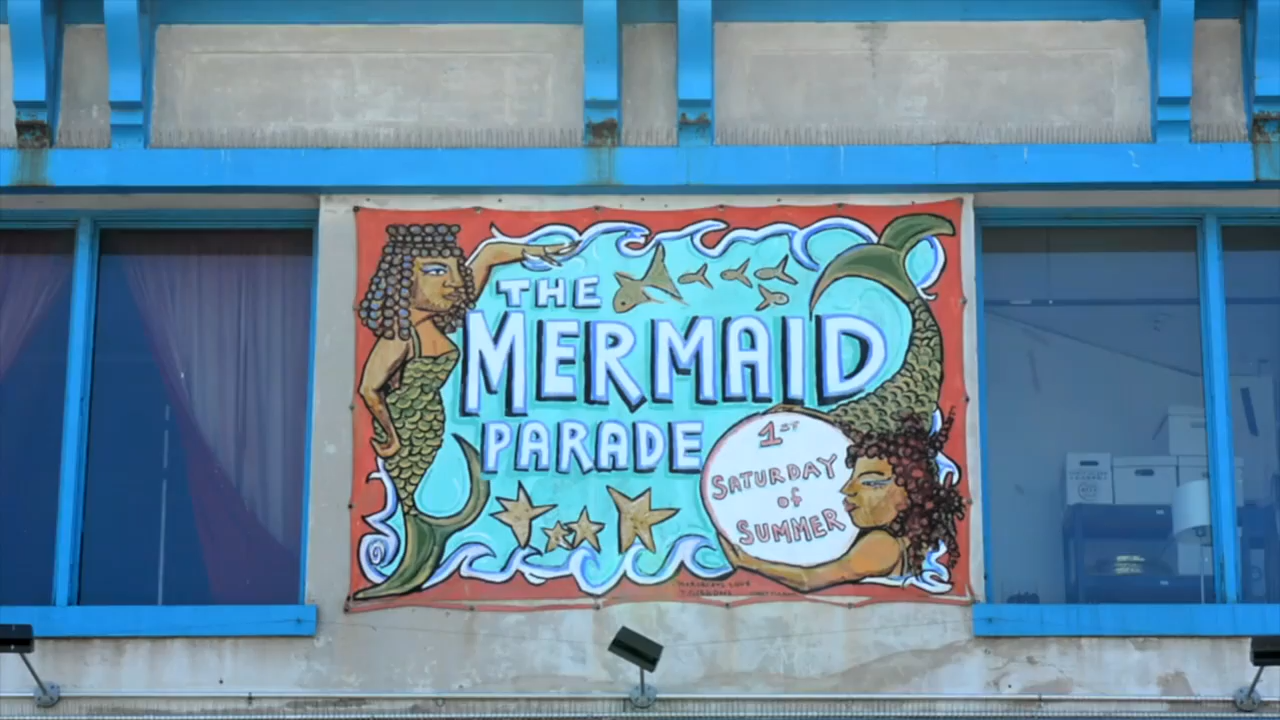 THE
MERMAID
PARADE
1ST
SATURDAY
of
SUMMER